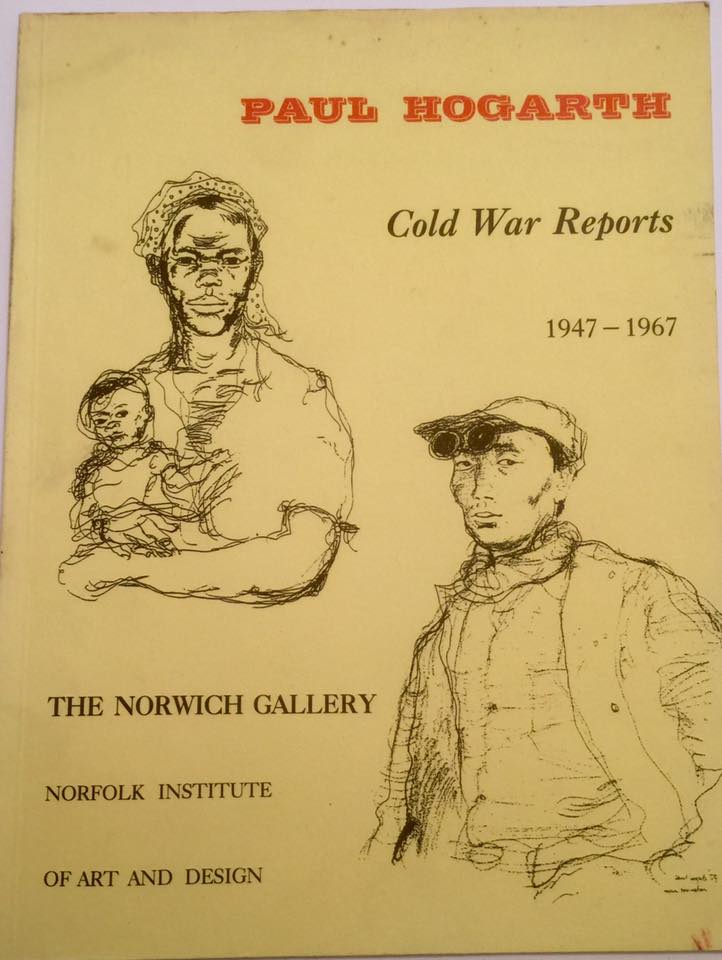 PAUL HOGARTH
Cold War Reports
1947 – 1967
THE NORWICH GALLERY
NORFOLK INSTITUTE
OF ART AND DESIGN